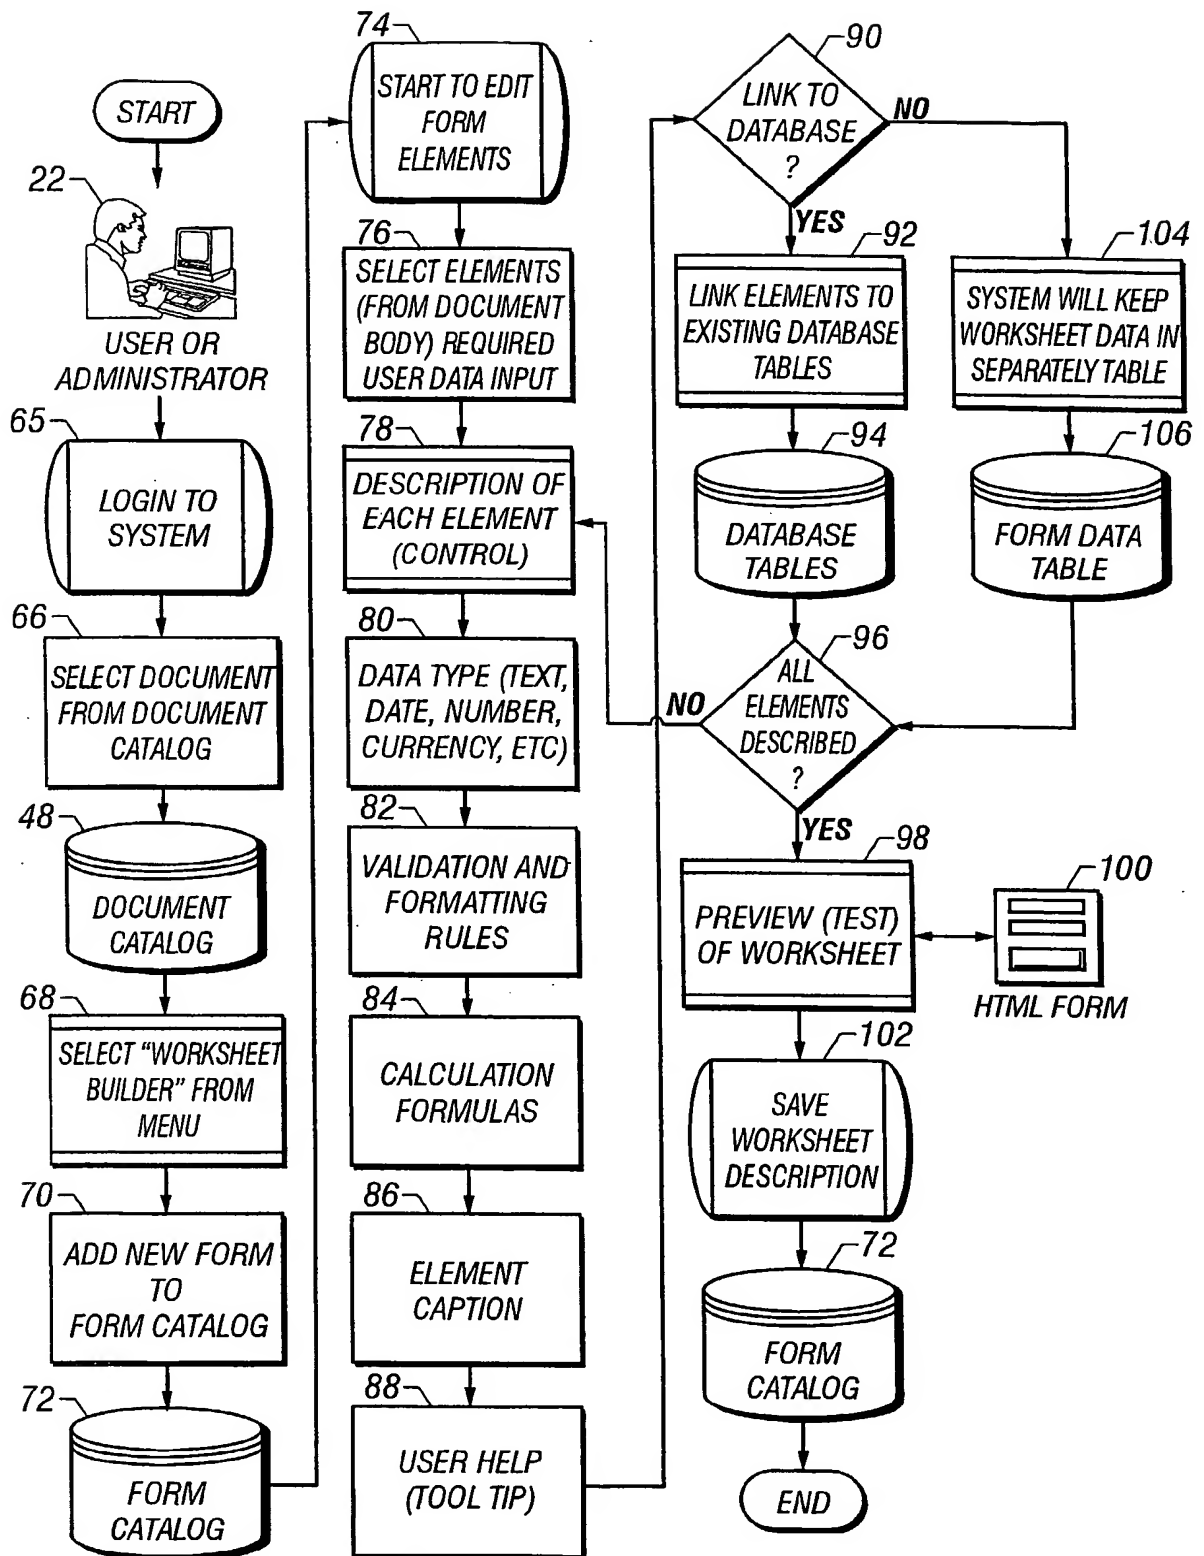 START
22
USER OR
ADMINISTRATOR
65
LOGIN TO
SYSTEM
66
SELECT DOCUMENT
FROM DOCUMENT
CATALOG
48
DOCUMENT
CATALOG
68
SELECT "WORKSHEET
BUILDER" FROM
MENU
70
ADD NEW FORM
TO
FORM CATALOG
72
FORM
CATALOG
74
START TO EDIT
FORM
ELEMENTS
76
SELECT ELEMENTS
(FROM DOCUMENT
BODY) REQUIRED
USER DATA INPUT
78
DESCRIPTION OF
EACH ELEMENT
(CONTROL)
80
DATA TYPE (TEXT,
DATE, NUMBER,
CURRENCY, ETC)
82
VALIDATION AND
FORMATTING
RULES
84
CALCULATION
FORMULAS
86
ELEMENT
CAPTION
88
USER HELP
(TOOL TIP)
90
LINK TO
DATABASE
?
NO
YES
92
LINK ELEMENTS TO
EXISTING DATABASE
TABLES
104
SYSTEM WILL KEEP
WORKSHEET DATA IN
SEPARATELY TABLE
94
DATABASE
TABLES
106
FORM DATA
TABLE
96
ALL
ELEMENTS
DESCRIBED
?
NO
YES
98
PREVIEW (TEST)
OF WORKSHEET
100
HTML FORM
102
SAVE
WORKSHEET
DESCRIPTION
72
FORM
CATALOG
END